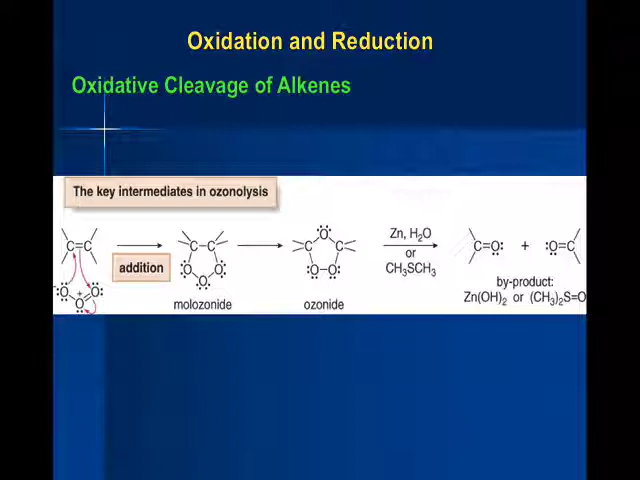 Oxidation and Reduction
Oxidative Cleavage of Alkenes
The key intermediates in ozonolysis
C=C
addition
C–C
molozonide
ozonide
Zn, H₂O
or
CH₃SCH₃
C=O: + :O=C
by-product:
Zn(OH)₂ or (CH₃)₂S=O